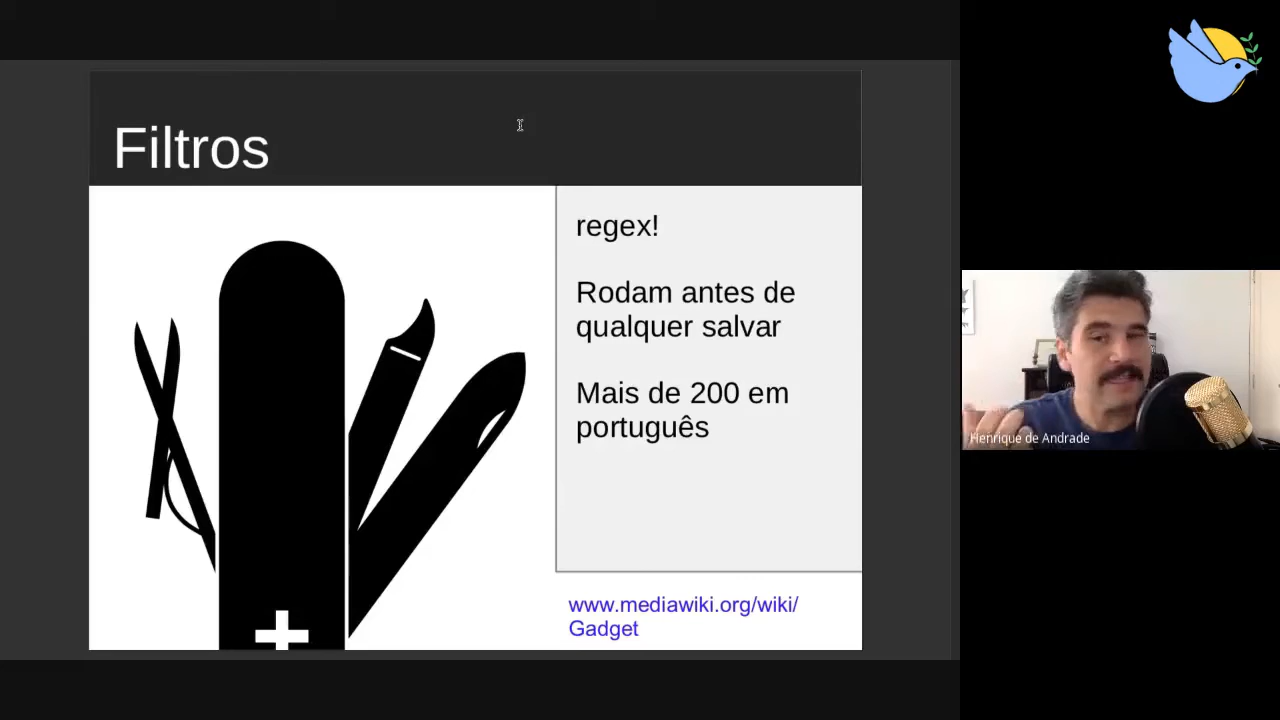 Filtros
regex!
Rodam antes de
qualquer salvar
Mais de 200 em
português
www.mediawiki.org/wiki/
Gadget
Henrique de Andrade